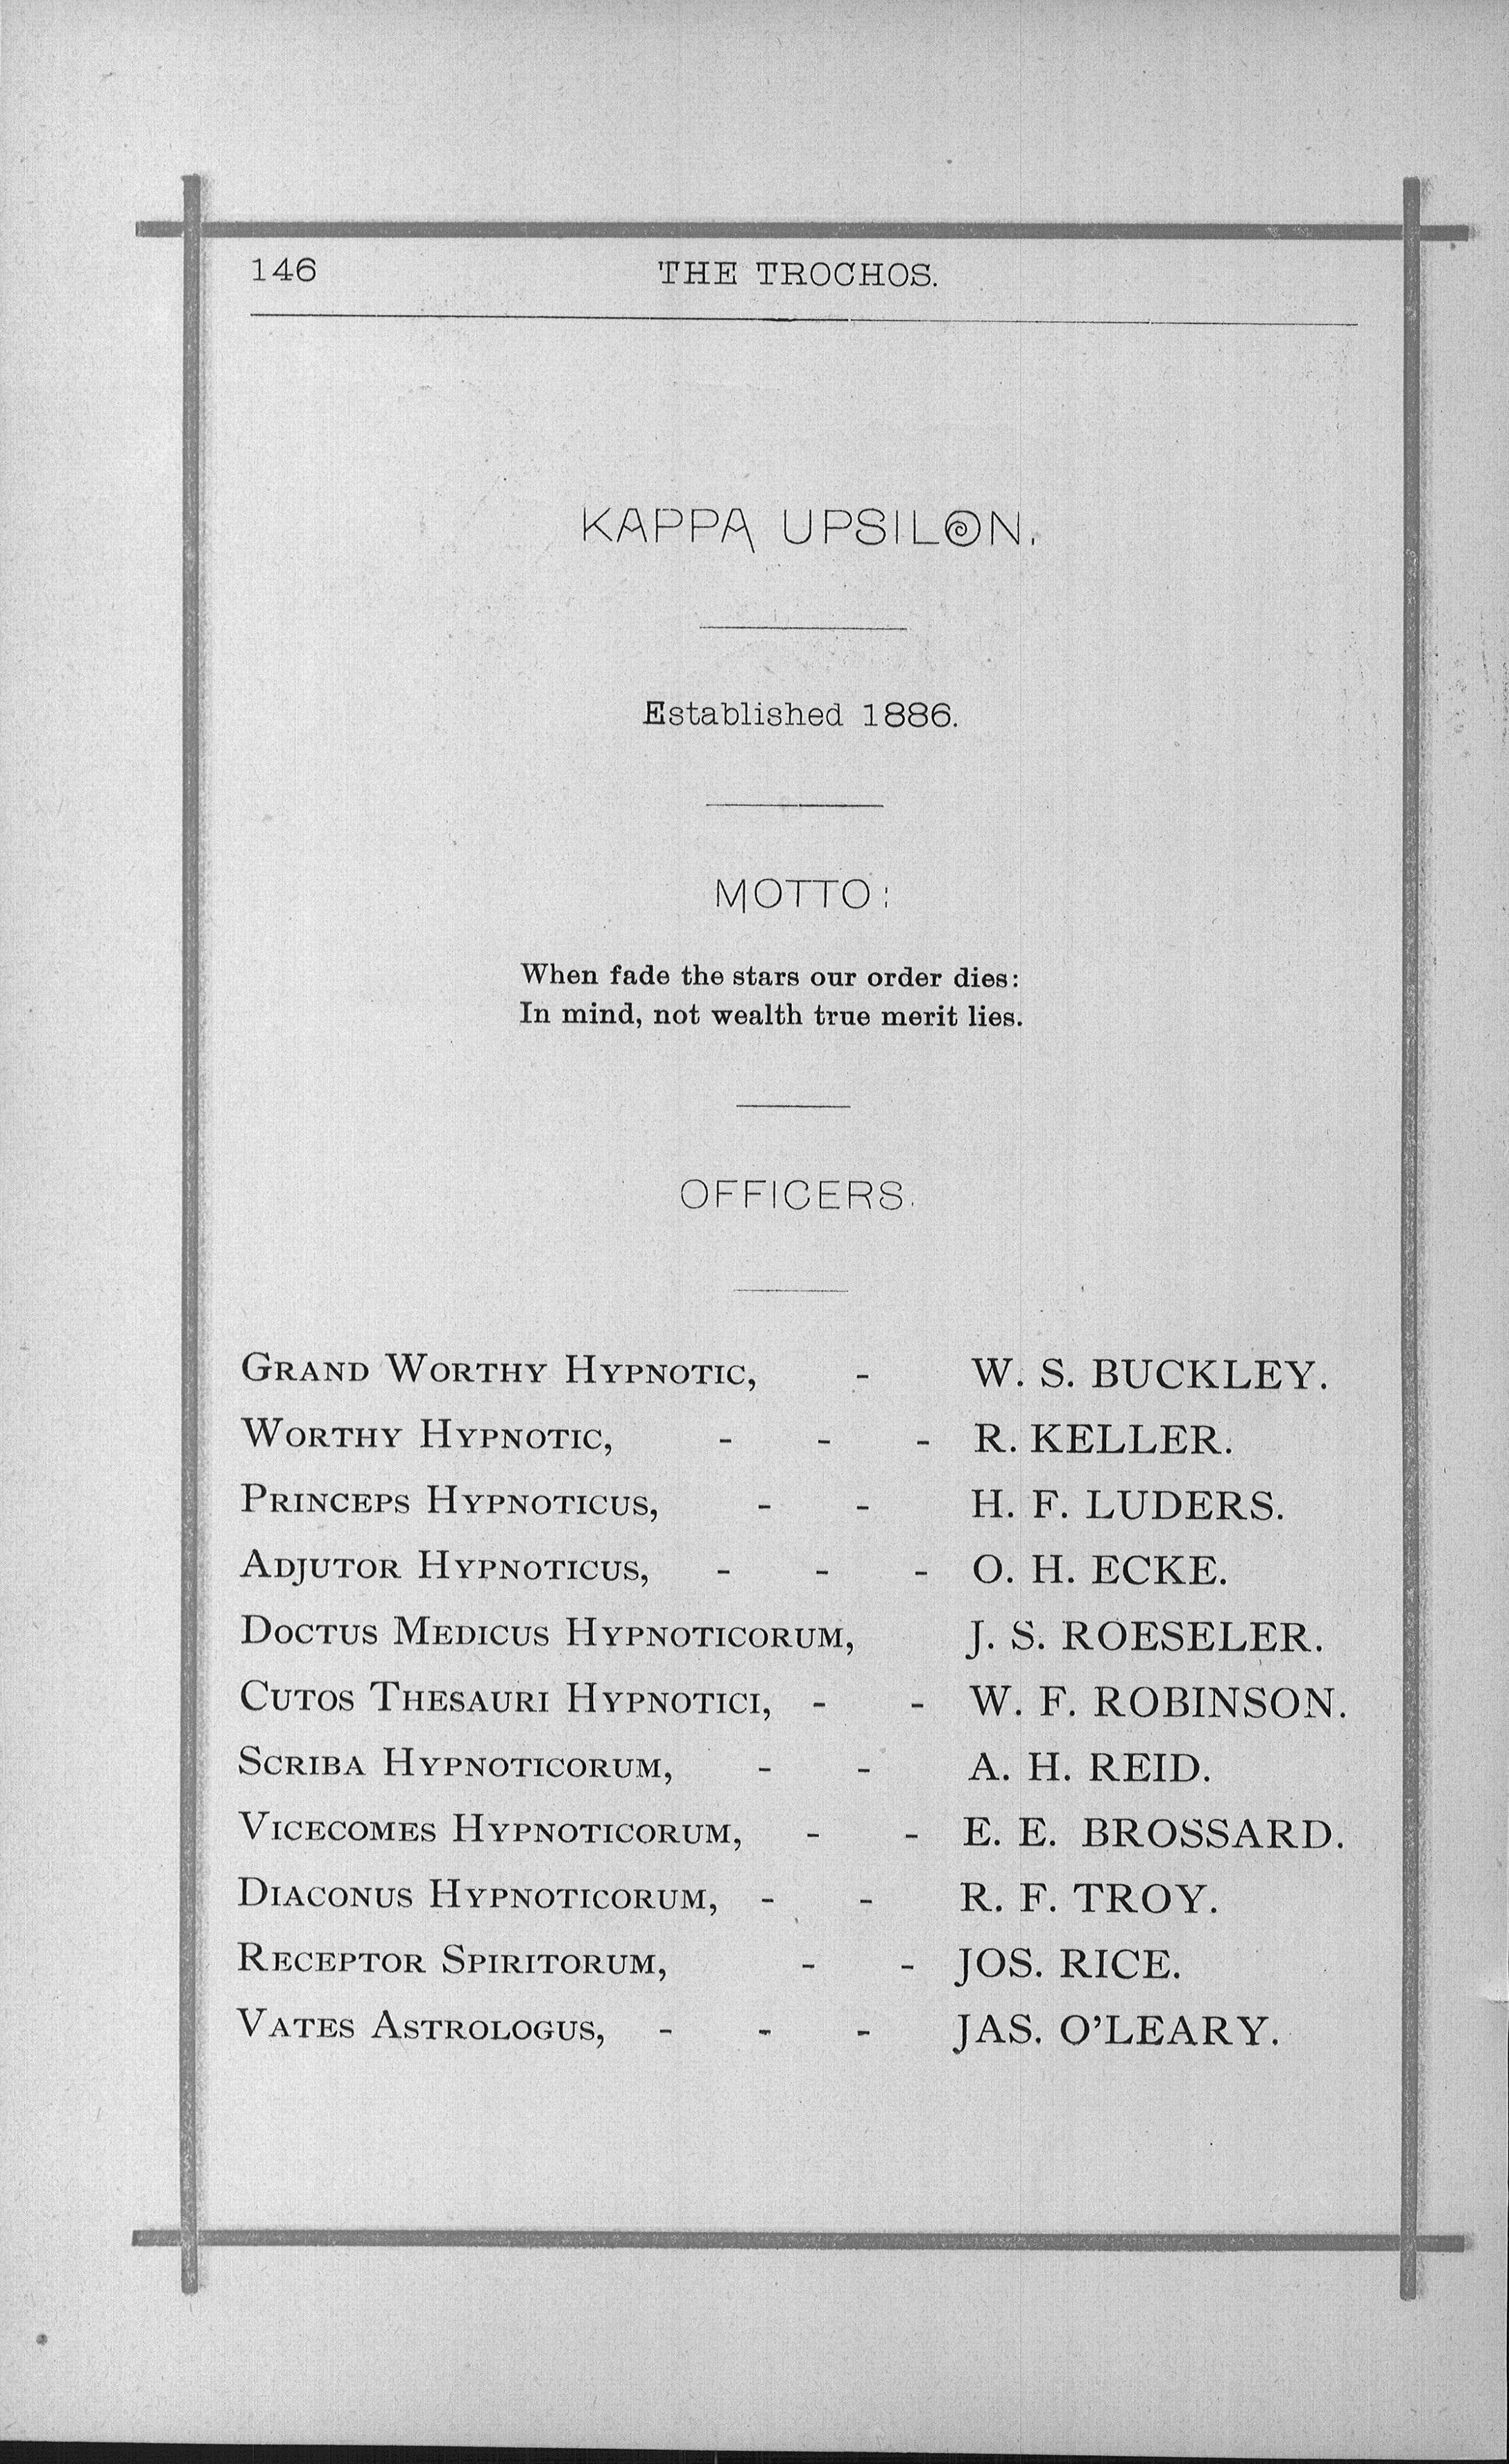 146 THE TROCHOS.
KAPPA UPSILON.
Established 1886.
MOTTO:
When fade the stars our order dies:
In mind, not wealth true merit lies.
OFFICERS.
GRAND WORTHY HYPNOTIC, - W. S. BUCKLEY.
WORTHY HYPNOTIC, - - - R. KELLER.
PRINCEPS HYPNOTICUS, - - H. F. LUDERS.
ADJUTOR HYPNOTICUS, - - - O. H. ECKE.
DOCTUS MEDICUS HYPNOTICORUM, J. S. ROESELER.
CUTOS THESAURI HYPNOTICI, - - W. F. ROBINSON.
SCRIBA HYPNOTICORUM, - - A. H. REID.
VICECOMES HYPNOTICORUM, - - E. E. BROSSARD.
DIACONUS HYPNOTICORUM, - - R. F. TROY.
RECEPTOR SPIRITORUM, - - JOS. RICE.
VATES ASTROLOGUS, - - - JAS. O'LEARY.